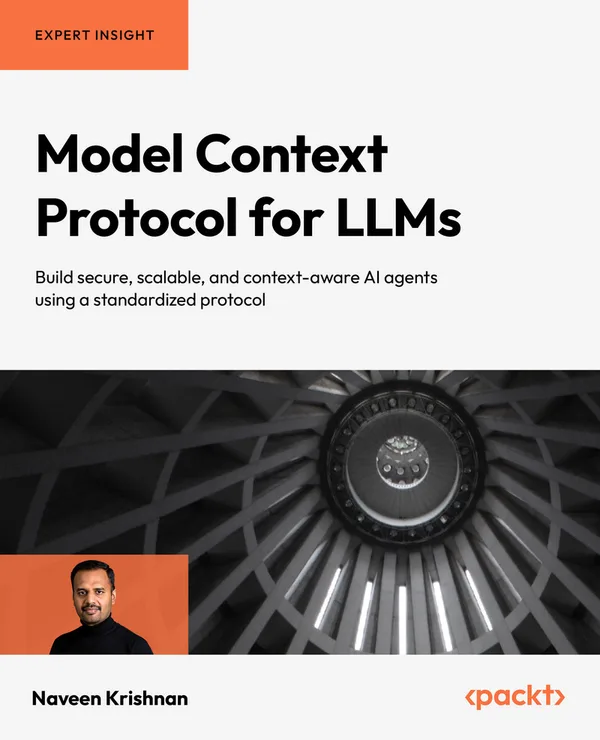 EXPERT INSIGHT
Model Context
Protocol for LLMs
Build secure, scalable, and context-aware AI agents
using a standardized protocol
Naveen Krishnan
<packt>